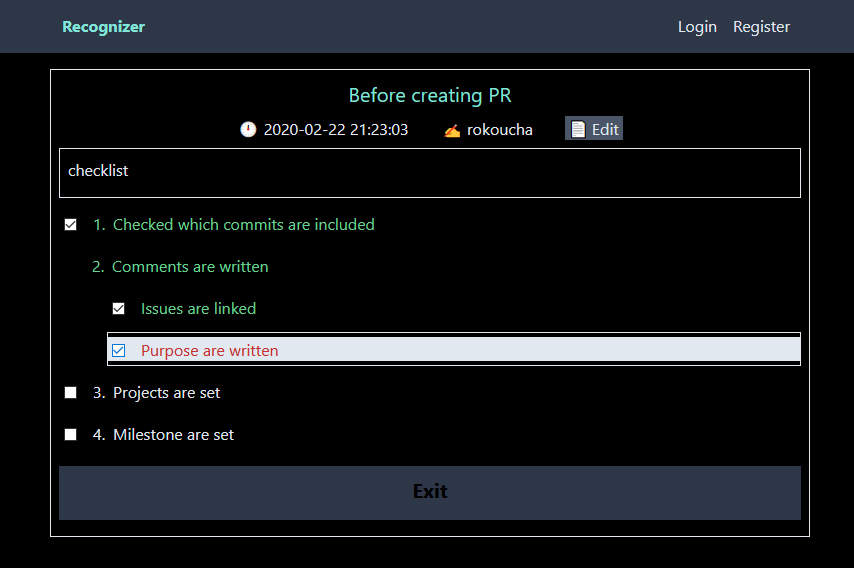 Recognizer Login Register
Before creating PR
2020-02-22 21:23:03 rokoucha Edit
checklist
1. Checked which commits are included
2. Comments are written
Issues are linked
Purpose are written
3. Projects are set
4. Milestone are set
Exit